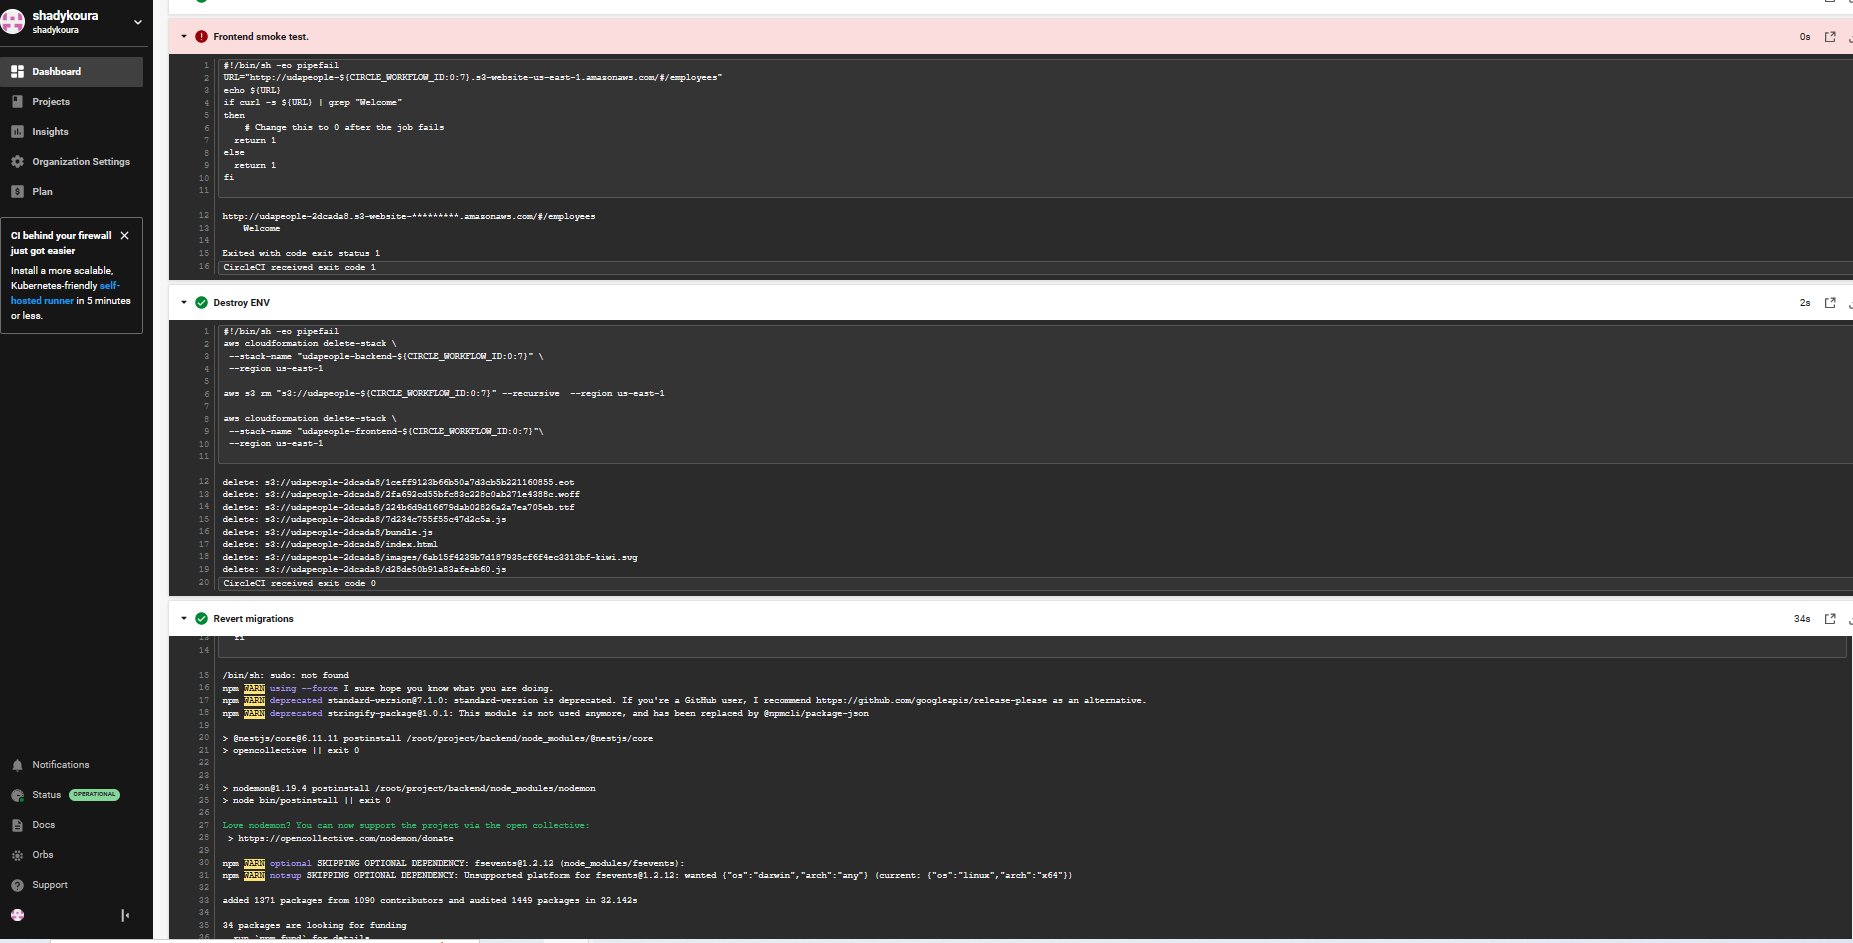 shadykoura
shadykoura
Dashboard
Projects
Insights
Organization Settings
Plan
CI behind your firewall
just got easier
Install a more scalable,
Kubernetes-friendly self-
hosted runner in 5 minutes
or less.
Notifications
Status OPERATIONAL
Docs
Orbs
Support
Frontend smoke test. 0s
1 #!/bin/sh -eo pipefail
2 URL="http://udapeople-${CIRCLE_WORKFLOW_ID:0:7}.s3-website-us-east-1.amazonaws.com/#/employees"
3 echo ${URL}
4 if curl -s ${URL} | grep "Welcome"
5 then
6 # Change this to 0 after the job fails
7 return 1
8 else
9 return 1
10 fi
11
12 http://udapeople-2dcada8.s3-website-*********.amazonaws.com/#/employees
13 Welcome
14
15 Exited with code exit status 1
16 CircleCI received exit code 1
Destroy ENV 2s
1 #!/bin/sh -eo pipefail
2 aws cloudformation delete-stack \
3 --stack-name "udapeople-backend-${CIRCLE_WORKFLOW_ID:0:7}" \
4 --region us-east-1
5
6 aws s3 rm "s3://udapeople-${CIRCLE_WORKFLOW_ID:0:7}" --recursive --region us-east-1
7
8 aws cloudformation delete-stack \
9 --stack-name "udapeople-frontend-${CIRCLE_WORKFLOW_ID:0:7}"\
10 --region us-east-1
11
12 delete: s3://udapeople-2dcada8/1ceff9123b66b50a7d3cb5b221160855.eot
13 delete: s3://udapeople-2dcada8/2fa692cd55bfc83c228c0ab271e4388c.woff
14 delete: s3://udapeople-2dcada8/224b6d9d16679dab02826a2a7ea705eb.ttf
15 delete: s3://udapeople-2dcada8/7d234c755f55c47d2c5a.js
16 delete: s3://udapeople-2dcada8/bundle.js
17 delete: s3://udapeople-2dcada8/index.html
18 delete: s3://udapeople-2dcada8/images/6ab15f4239b7d187935cf6f4ec3313bf-kiwi.svg
19 delete: s3://udapeople-2dcada8/d28de50b91a83afeab60.js
20 CircleCI received exit code 0
Revert migrations 34s
13 fi
14
15 /bin/sh: sudo: not found
16 npm WARN using --force I sure hope you know what you are doing.
17 npm WARN deprecated standard-version@7.1.0: standard-version is deprecated. If you're a GitHub user, I recommend https://github.com/googleapis/release-please as an alternative.
18 npm WARN deprecated stringify-package@1.0.1: This module is not used anymore, and has been replaced by @npmcli/package-json
19
20 > @nestjs/core@6.11.11 postinstall /root/project/backend/node_modules/@nestjs/core
21 > opencollective || exit 0
22
23
24 > nodemon@1.19.4 postinstall /root/project/backend/node_modules/nodemon
25 > node bin/postinstall || exit 0
26
27 Love nodemon? You can now support the project via the open collective:
28 > https://opencollective.com/nodemon/donate
29
30 npm WARN optional SKIPPING OPTIONAL DEPENDENCY: fsevents@1.2.12 (node_modules/fsevents):
31 npm WARN notsup SKIPPING OPTIONAL DEPENDENCY: Unsupported platform for fsevents@1.2.12: wanted {"os":"darwin","arch":"any"} (current: {"os":"linux","arch":"x64"})
32
33 added 1371 packages from 1090 contributors and audited 1449 packages in 32.142s
34
35 34 packages are looking for funding
36 run `npm fund` for details